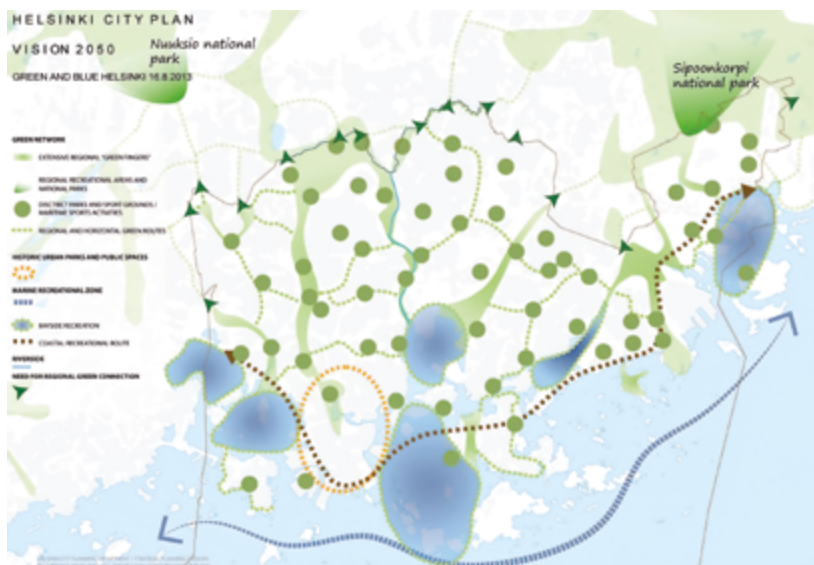 HELSINKI CITY PLAN
VISION 2050
GREEN AND BLUE HELSINKI 16.8.2013
Nuuksio national
park
Sipoonkorpi
national park
GREEN NETWORK
EXTENSIVE REGIONAL "GREEN FINGERS"
REGIONAL RECREATIONAL AREAS AND
NATIONAL PARKS
DISCTRICT PARKS AND SPORT GROUNDS /
MARITIME SPORTS ACTIVITIES
REGIONAL AND HORIZONTAL GREEN ROUTES
HISTORIC URBAN PARKS AND PUBLIC SPACES
MARINE RECREATIONAL ZONE
BAYSIDE RECREATION
COASTAL RECREATIONAL ROUTE
RIVERSIDE
NEED FOR REGIONAL GREEN CONNECTION